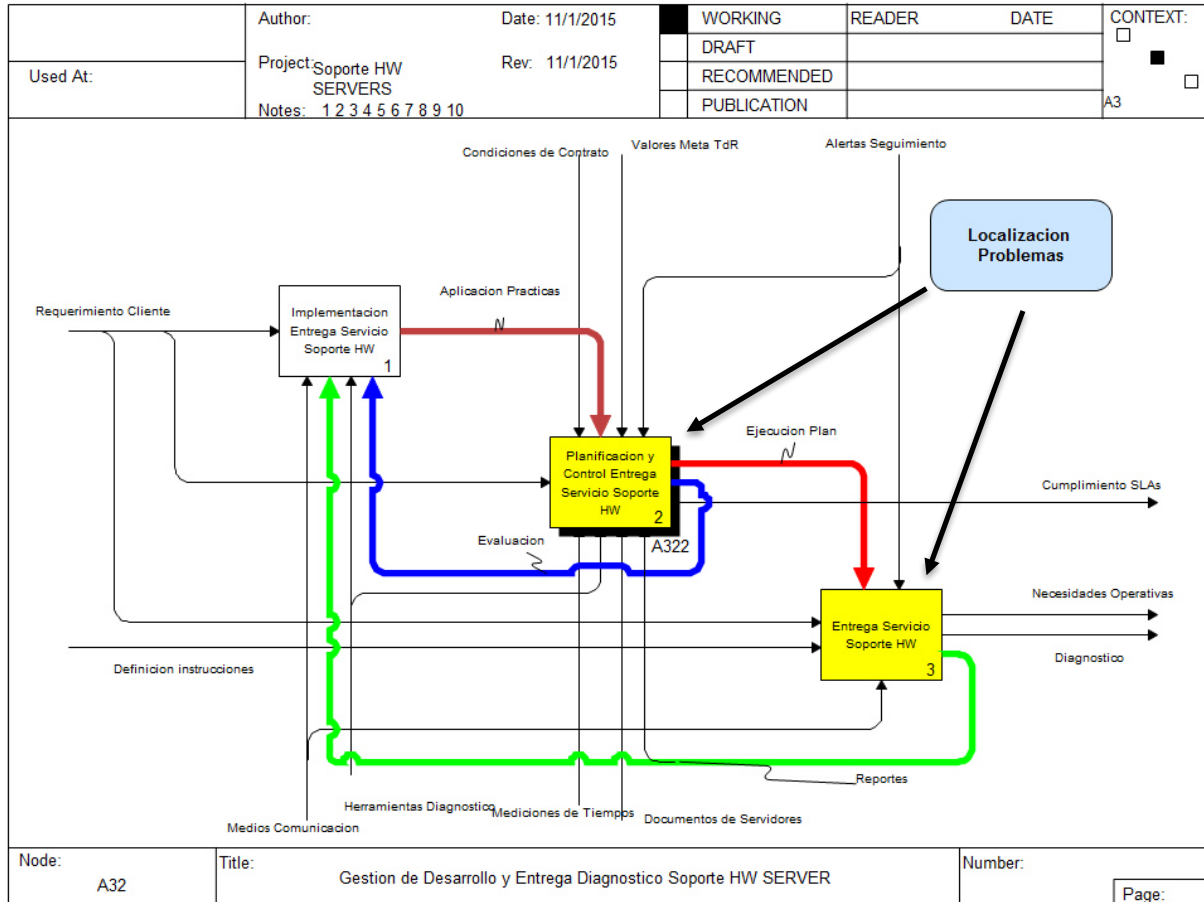 Used At:
Author:
Date: 11/1/2015
Project:
Soporte HW
SERVERS
Rev: 11/1/2015
Notes: 1 2 3 4 5 6 7 8 9 10
WORKING
DRAFT
RECOMMENDED
PUBLICATION
READER
DATE
CONTEXT:
A3
Condiciones de Contrato
Valores Meta TdR
Alertas Seguimiento
Localizacion
Problemas
Requerimiento Cliente
Implementacion
Entrega Servicio
Soporte HW
1
Aplicacion Practicas
Planificacion y
Control Entrega
Servicio Soporte
HW
2
A322
Ejecucion Plan
Cumplimiento SLAs
Evaluacion
Entrega Servicio
Soporte HW
3
Necesidades Operativas
Diagnostico
Definicion instrucciones
Reportes
Herramientas Diagnostico
Mediciones de Tiempos
Documentos de Servidores
Medios Comunicacion
Node:
A32
Title:
Gestion de Desarrollo y Entrega Diagnostico Soporte HW SERVER
Number:
Page: